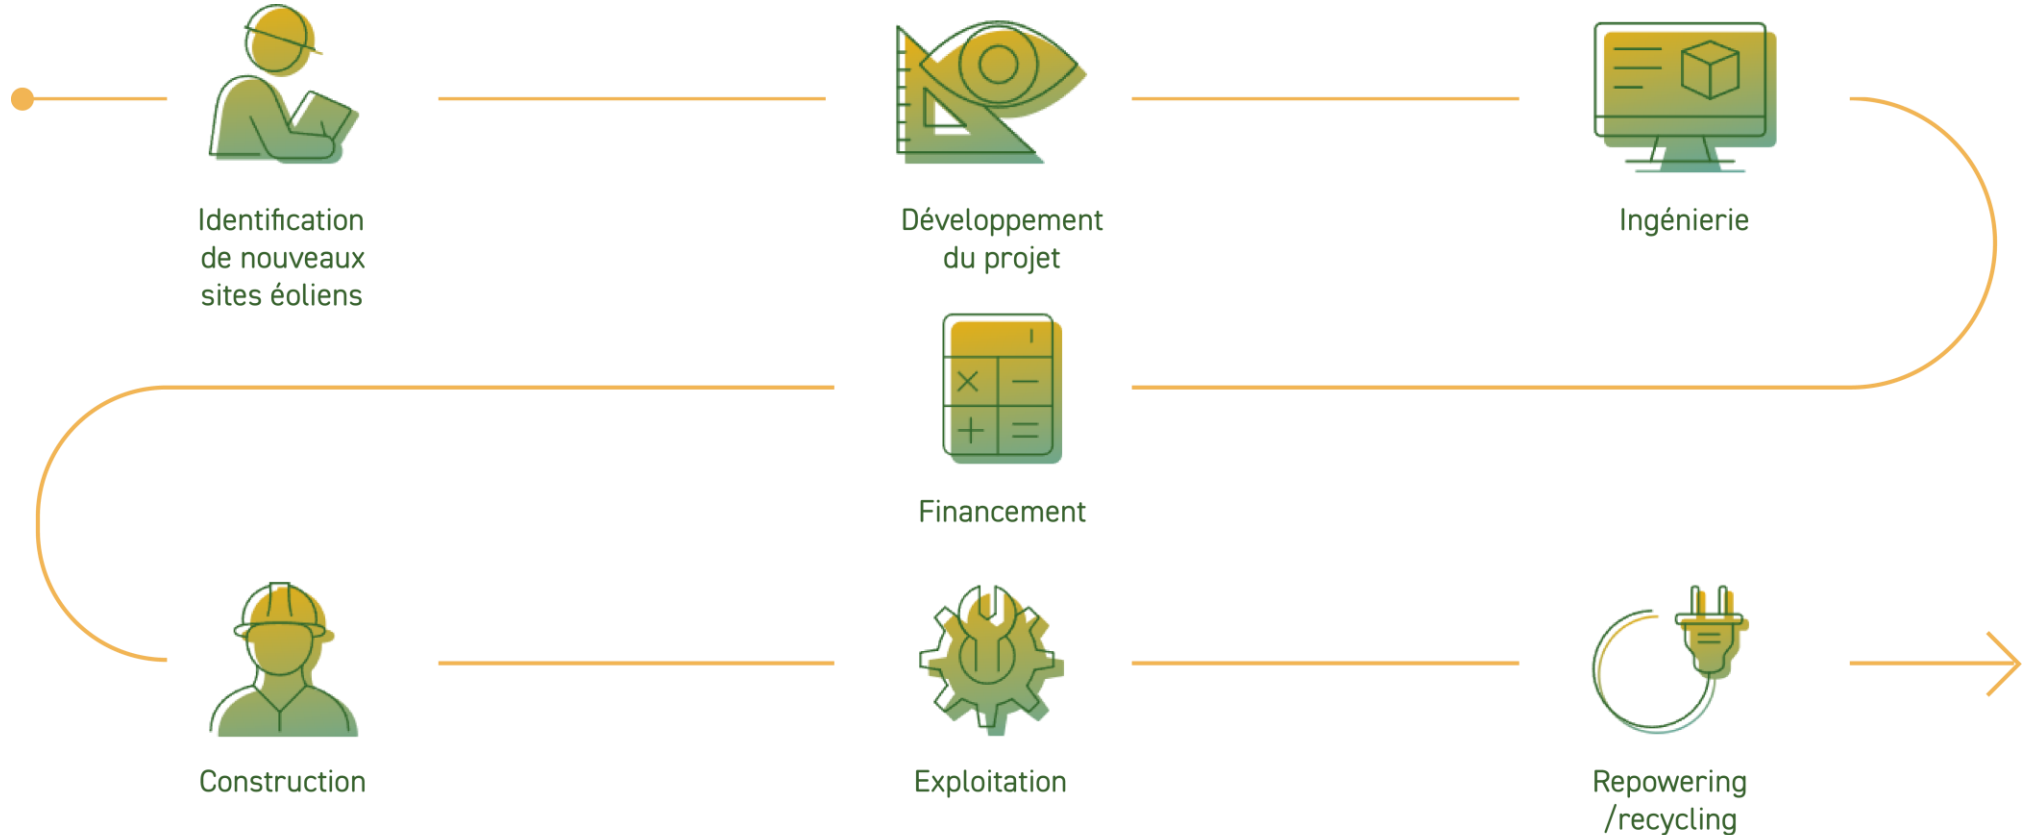 Identification
de nouveaux
sites éoliens
Développement
du projet
Ingénierie
Financement
Construction
Exploitation
Repowering
/recycling